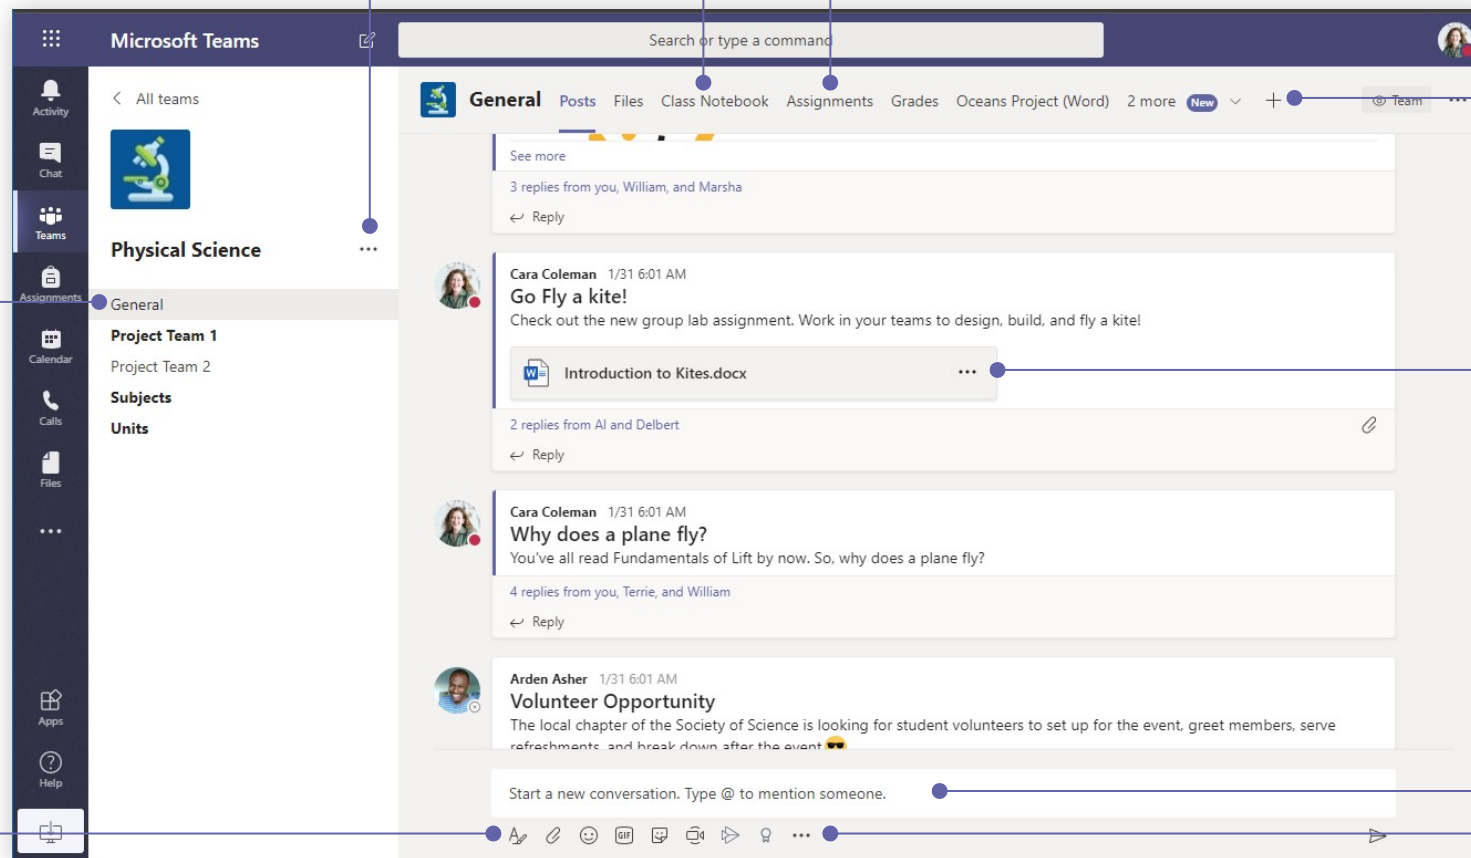 Microsoft Teams
Search or type a command
Activity
Chat
Teams
Assignments
Calendar
Calls
Files
Apps
Help
All teams
Physical Science
General
Project Team 1
Project Team 2
Subjects
Units
General Posts Files Class Notebook Assignments Grades Oceans Project (Word) 2 more New
Team
See more
3 replies from you, William, and Marsha
Reply
Cara Coleman 1/31 6:01 AM
Go Fly a kite!
Check out the new group lab assignment. Work in your teams to design, build, and fly a kite!
Introduction to Kites.docx
2 replies from Al and Delbert
Reply
Cara Coleman 1/31 6:01 AM
Why does a plane fly?
You've all read Fundamentals of Lift by now. So, why does a plane fly?
4 replies from you, Terrie, and William
Reply
Arden Asher 1/31 6:01 AM
Volunteer Opportunity
The local chapter of the Society of Science is looking for student volunteers to set up for the event, greet members, serve
refreshments, and break down after the event
Start a new conversation. Type @ to mention someone.
GIF